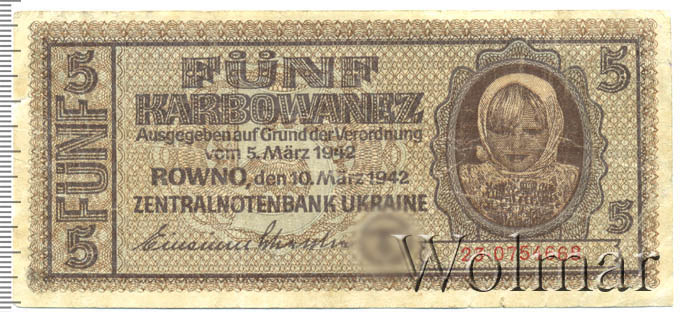 5
FÜNF
5
FÜNF
KARBOWANEZ
Ausgegeben auf Grund der Verordnung
vom 5. März 1942
ROWNO, den 10. März 1942
ZENTRALNOTENBANK UKRAINE
5
5
Wolmar